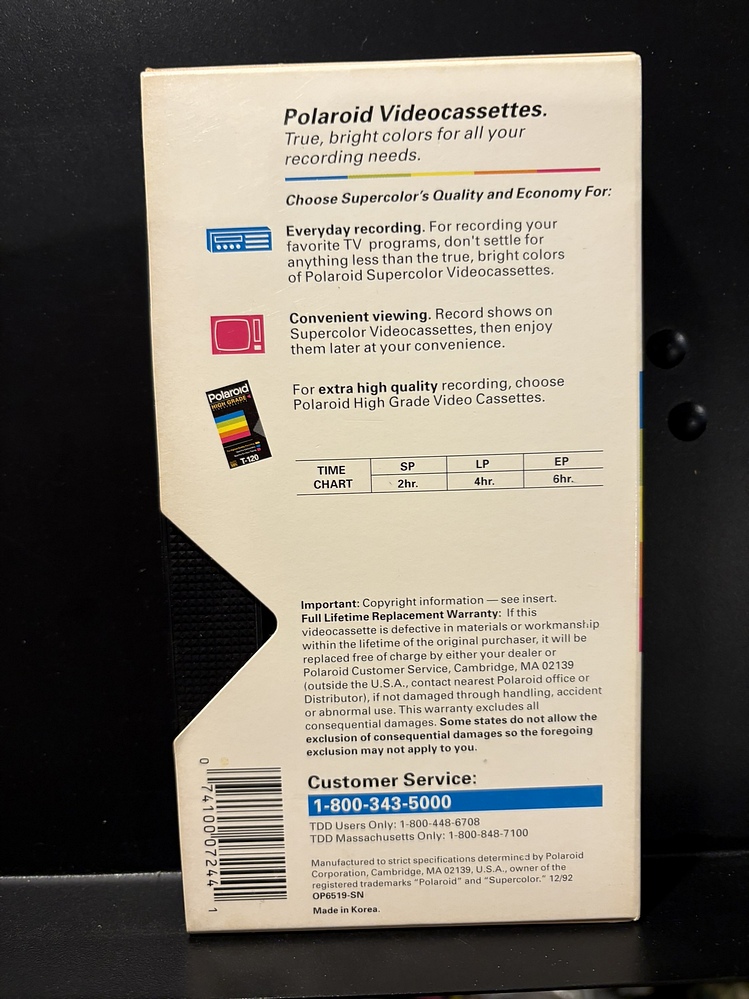 Polaroid Videocassettes.
True, bright colors for all your
recording needs.
Choose Supercolor's Quality and Economy For:
Everyday recording. For recording your
favorite TV programs, don't settle for
anything less than the true, bright colors
of Polaroid Supercolor Videocassettes.
Convenient viewing. Record shows on
Supercolor Videocassettes, then enjoy
them later at your convenience.
Polaroid
HIGH GRADE
T-120
For extra high quality recording, choose
Polaroid High Grade Video Cassettes.
TIME CHART SP LP EP
2hr. 4hr. 6hr.
Important: Copyright information — see insert.
Full Lifetime Replacement Warranty: If this
videocassette is defective in materials or workmanship
within the lifetime of the original purchaser, it will be
replaced free of charge by either your dealer or
Polaroid Customer Service, Cambridge, MA 02139
(outside the U.S.A., contact nearest Polaroid office or
Distributor), if not damaged through handling, accident
or abnormal use. This warranty excludes all
consequential damages. Some states do not allow the
exclusion of consequential damages so the foregoing
exclusion may not apply to you.
Customer Service:
1-800-343-5000
TDD Users Only: 1-800-448-6708
TDD Massachusetts Only: 1-800-848-7100
Manufactured to strict specifications determined by Polaroid
Corporation, Cambridge, MA 02139, U.S.A., owner of the
registered trademarks "Polaroid" and "Supercolor." 12/92
OP6519-SN
Made in Korea.
0 74100 07244 1